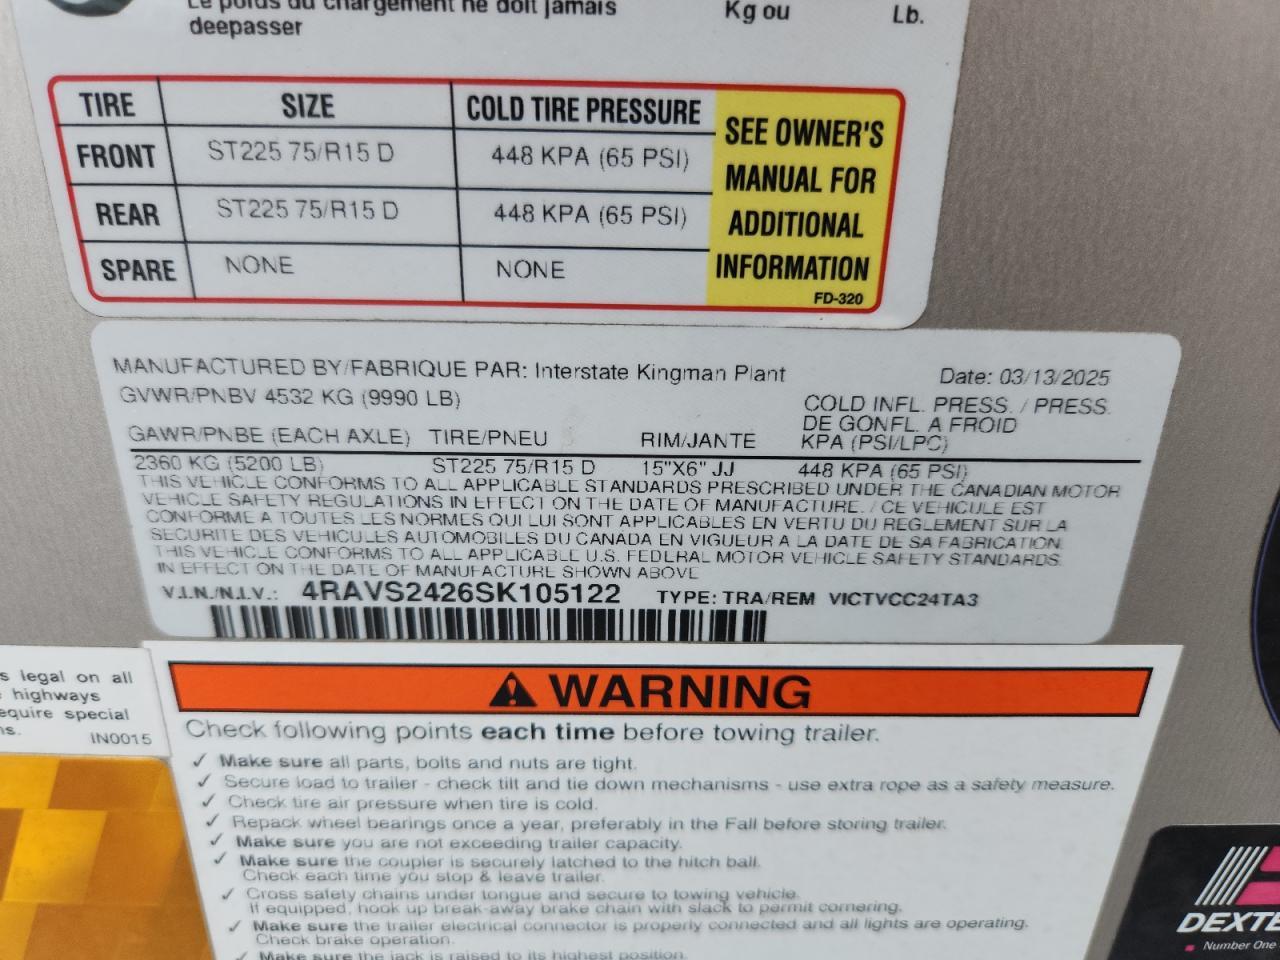 Le poids du chargement ne doit jamais
deepasser
Kg ou Lb.
TIRE SIZE COLD TIRE PRESSURE
FRONT ST225 75/R15 D 448 KPA (65 PSI)
REAR ST225 75/R15 D 448 KPA (65 PSI)
SPARE NONE NONE
SEE OWNER'S
MANUAL FOR
ADDITIONAL
INFORMATION
FD-320
MANUFACTURED BY/FABRIQUE PAR: Interstate Kingman Plant Date: 03/13/2025
GVWR/PNBV 4532 KG (9990 LB)
COLD INFL. PRESS. / PRESS.
DE GONFL. A FROID
GAWR/PNBE (EACH AXLE) TIRE/PNEU RIM/JANTE KPA (PSI/LPC)
2360 KG (5200 LB) ST225 75/R15 D 15"X6" JJ 448 KPA (65 PSI)
THIS VEHICLE CONFORMS TO ALL APPLICABLE STANDARDS PRESCRIBED UNDER THE CANADIAN MOTOR
VEHICLE SAFETY REGULATIONS IN EFFECT ON THE DATE OF MANUFACTURE. / CE VEHICULE EST
CONFORME A TOUTES LES NORMES QUI LUI SONT APPLICABLES EN VERTU DU REGLEMENT SUR LA
SECURITE DES VEHICULES AUTOMOBILES DU CANADA EN VIGUEUR A LA DATE DE SA FABRICATION.
THIS VEHICLE CONFORMS TO ALL APPLICABLE U.S. FEDERAL MOTOR VEHICLE SAFETY STANDARDS.
IN EFFECT ON THE DATE OF MANUFACTURE SHOWN ABOVE
V.I.N./N.I.V.: 4RAVS2426SK105122 TYPE: TRA/REM VICTVCC24TA3
s legal on all
highways
equire special
ns. IN0015
WARNING
Check following points each time before towing trailer.
✓ Make sure all parts, bolts and nuts are tight.
✓ Secure load to trailer - check tilt and tie down mechanisms - use extra rope as a safety measure.
✓ Check tire air pressure when tire is cold.
✓ Repack wheel bearings once a year, preferably in the Fall before storing trailer.
✓ Make sure you are not exceeding trailer capacity.
✓ Make sure the coupler is securely latched to the hitch ball.
Check each time you stop & leave trailer.
✓ Cross safety chains under tongue and secure to towing vehicle.
If equipped, hook up break-away brake chain with slack to permit cornering.
✓ Make sure the trailer electrical connector is properly connected and all lights are operating.
Check brake operation.
✓ Make sure the jack is raised to its highest position.
DEXTE
Number One